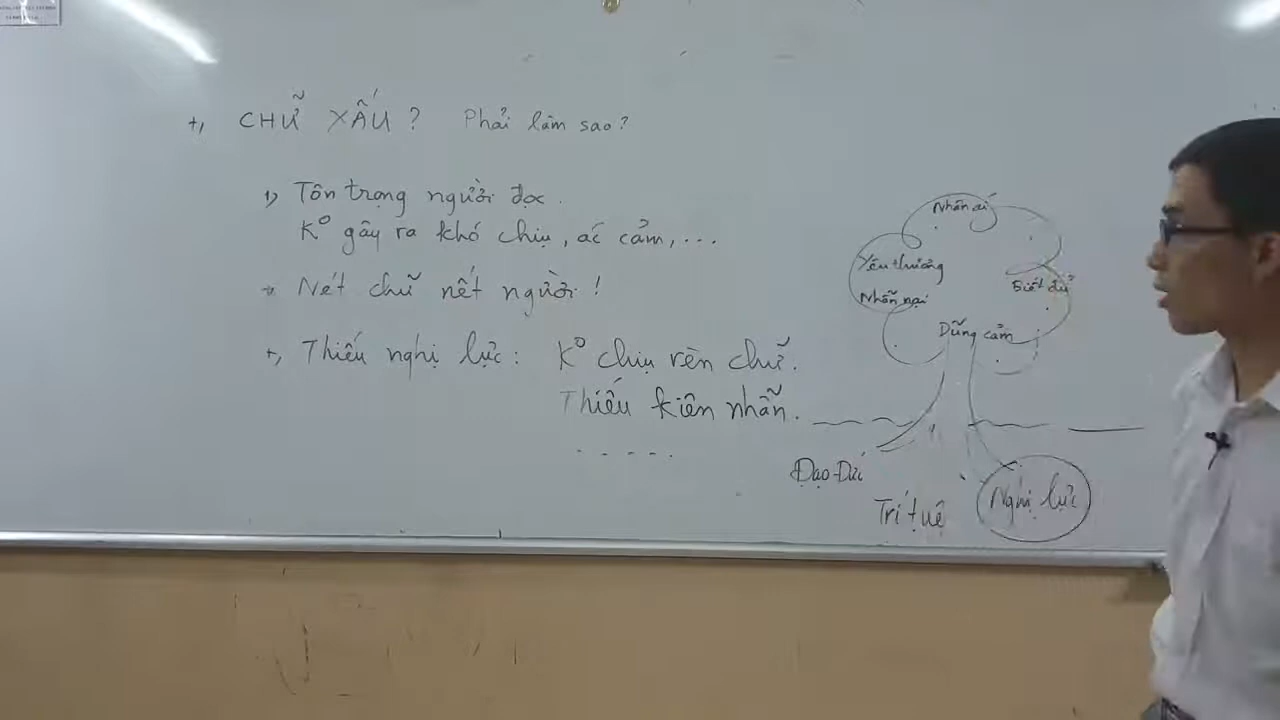 +, CHỮ XẤU ? Phải làm sao?
1) Tôn trọng người đọc.
K° gây ra khó chịu, ác cảm, ...
+ Nét chữ nết người !
+, Thiếu nghị lực: K° chịu rèn chữ.
Thiếu kiên nhẫn.
. . . . .
Nhân ái
Yêu thương
Biết đủ
Nhẫn nại
Dũng cảm
Đạo Đức
Trí tuệ
Nghị lực